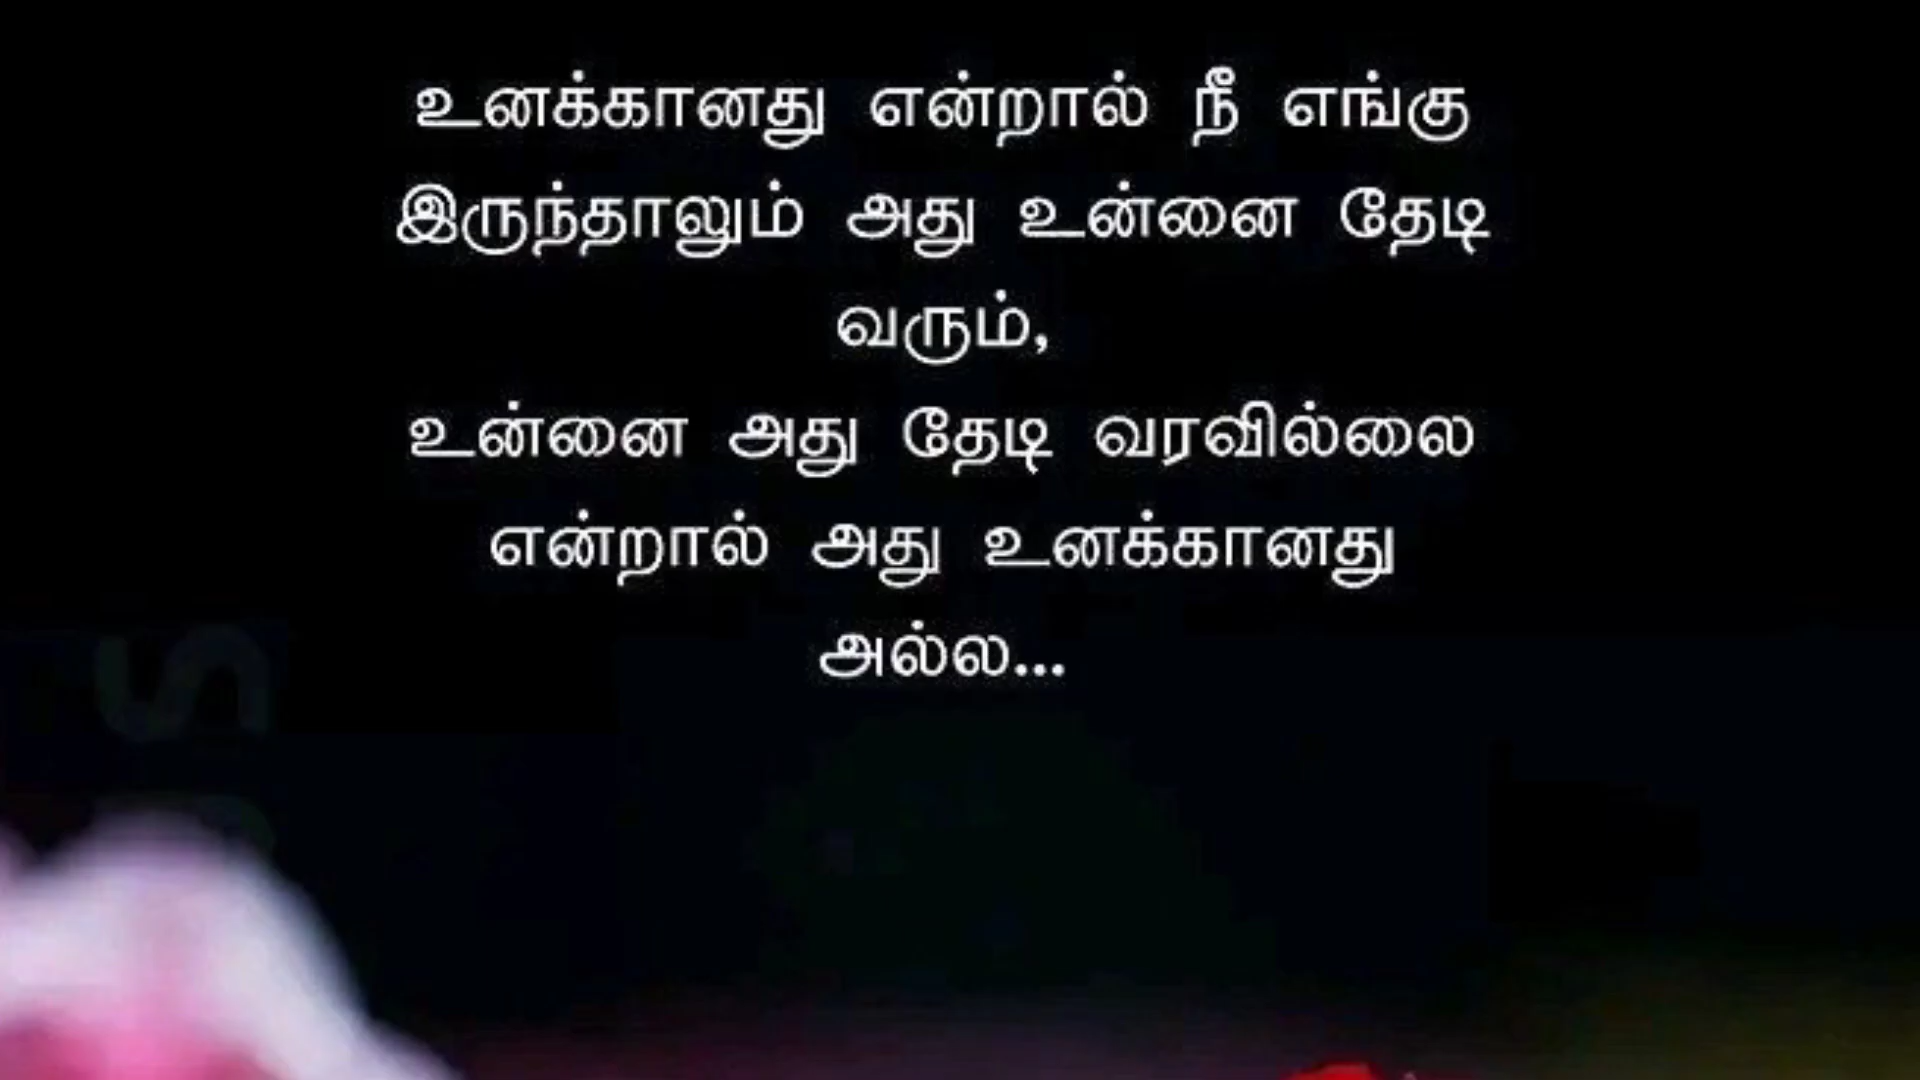 உனக்கானது என்றால் நீ எங்கு
இருந்தாலும் அது உன்னை தேடி
வரும்,
உன்னை அது தேடி வரவில்லை
என்றால் அது உனக்கானது
அல்ல...